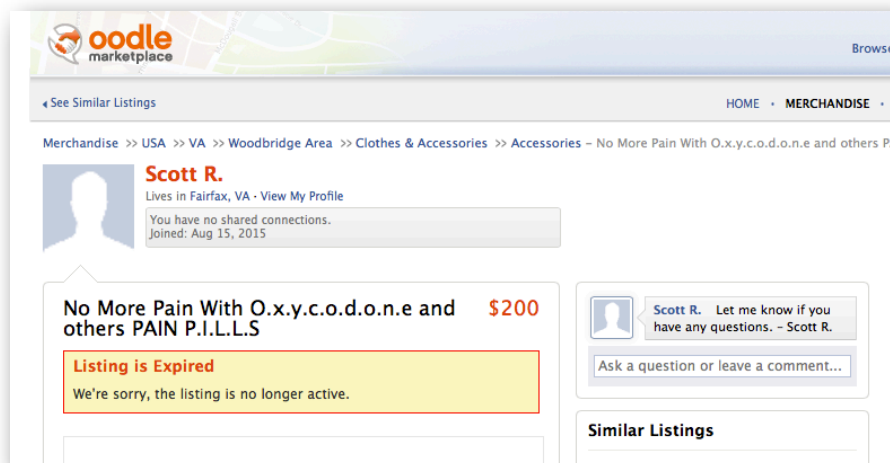 oodle
marketplace
Browse
See Similar Listings
HOME · MERCHANDISE ·
Merchandise >> USA >> VA >> Woodbridge Area >> Clothes & Accessories >> Accessories – No More Pain With O.x.y.c.o.d.o.n.e and others P
Scott R.
Lives in Fairfax, VA · View My Profile
You have no shared connections.
Joined: Aug 15, 2015
No More Pain With O.x.y.c.o.d.o.n.e and
others PAIN P.I.L.L.S
$200
Listing is Expired
We're sorry, the listing is no longer active.
Scott R. Let me know if you
have any questions. – Scott R.
Ask a question or leave a comment...
Similar Listings